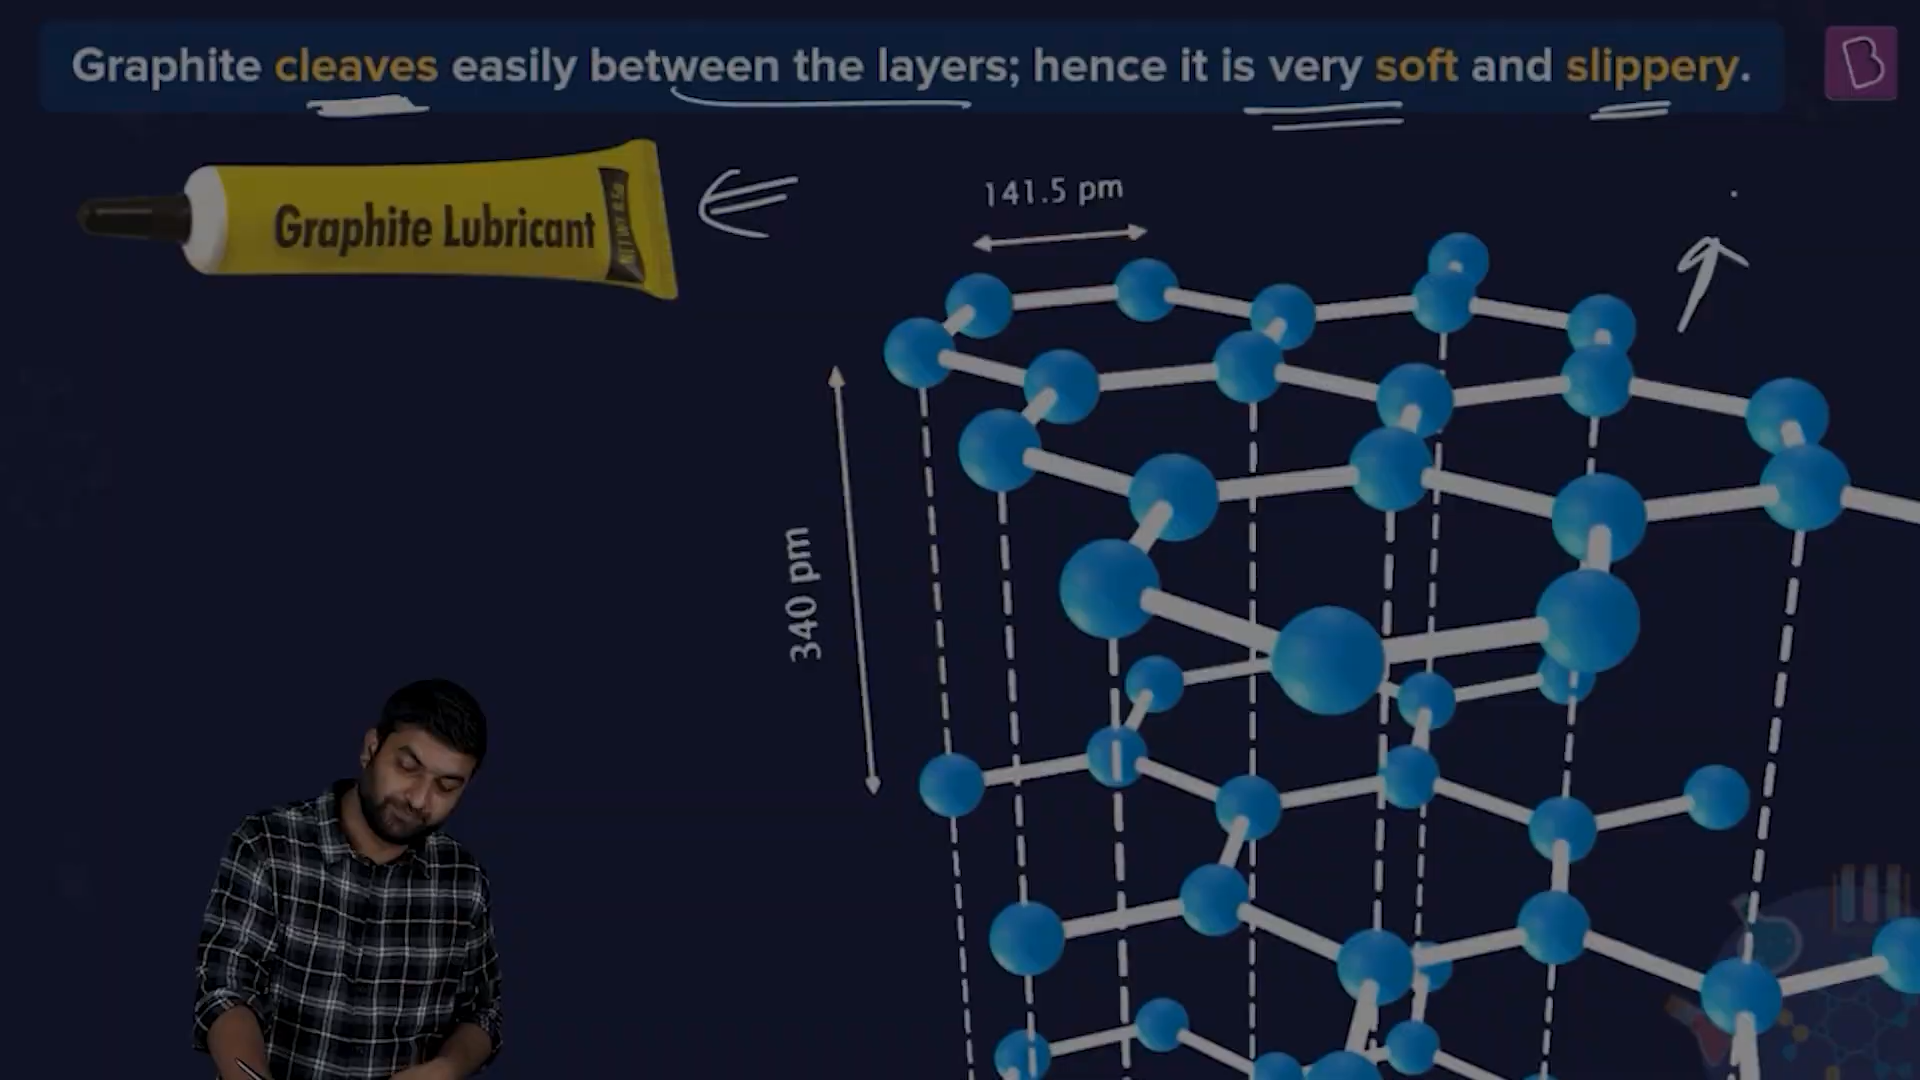 Graphite cleaves easily between the layers; hence it is very soft and slippery.
Graphite Lubricant
141.5 pm
340 pm